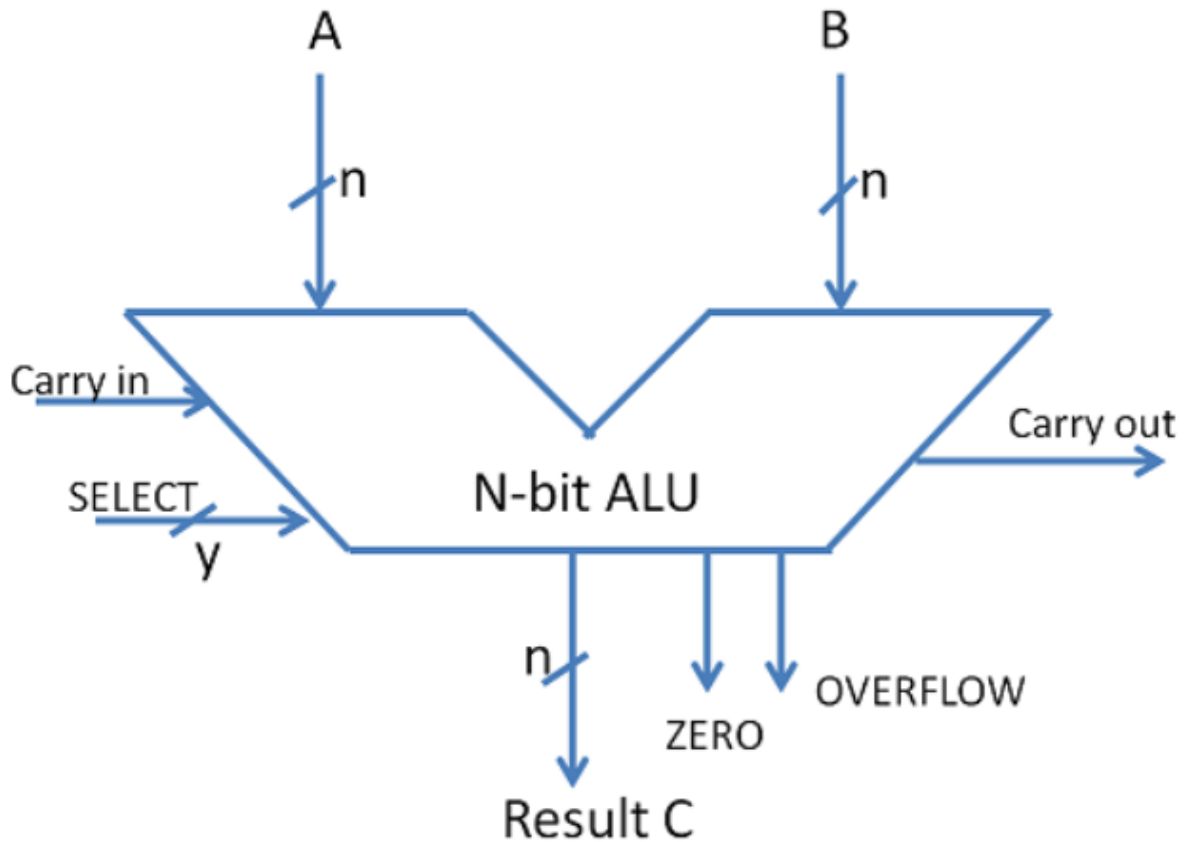 A
B
n
n
Carry in
Carry out
SELECT
y
N-bit ALU
n
OVERFLOW
ZERO
Result C